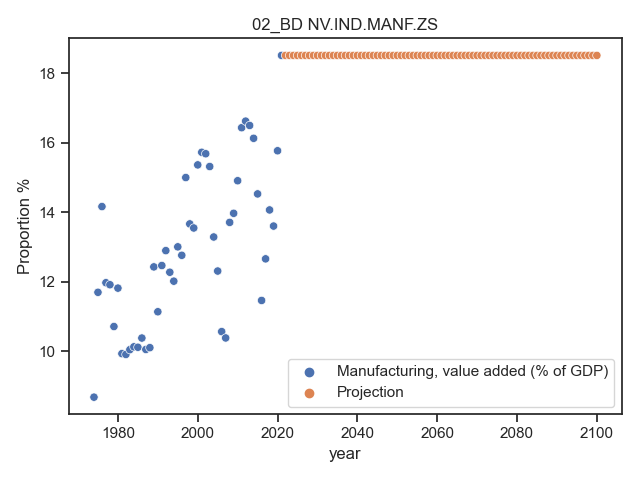 02_BD NV.IND.MANF.ZS
Proportion %
18
16
14
12
10
Manufacturing, value added (% of GDP)
Projection
1980
2000
2020
2040
2060
2080
2100
year